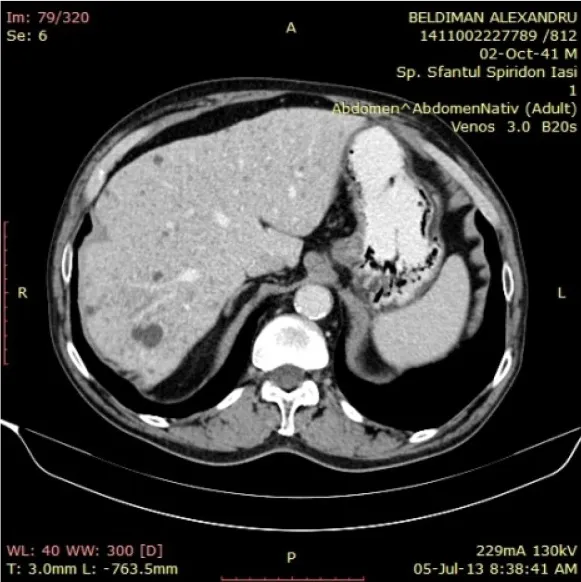 Im: 79/320
Se: 6
A
BELDIMAN ALEXANDRU
1411002227789 /812
02-Oct-41 M
Sp. Sfantul Spiridon Iasi
1
Abdomen^AbdomenNativ (Adult)
Venos 3.0 B20s
R
L
WL: 40 WW: 300 [D]
T: 3.0mm L: -763.5mm
P
229mA 130kV
05-Jul-13 8:38:41 AM